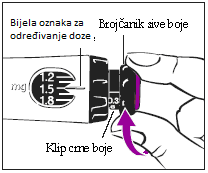 Bijela oznaka za
određivanje doze
Brojčanik sive boje
1.2
mg
1.5
1.8
0.3
Klip crne boje